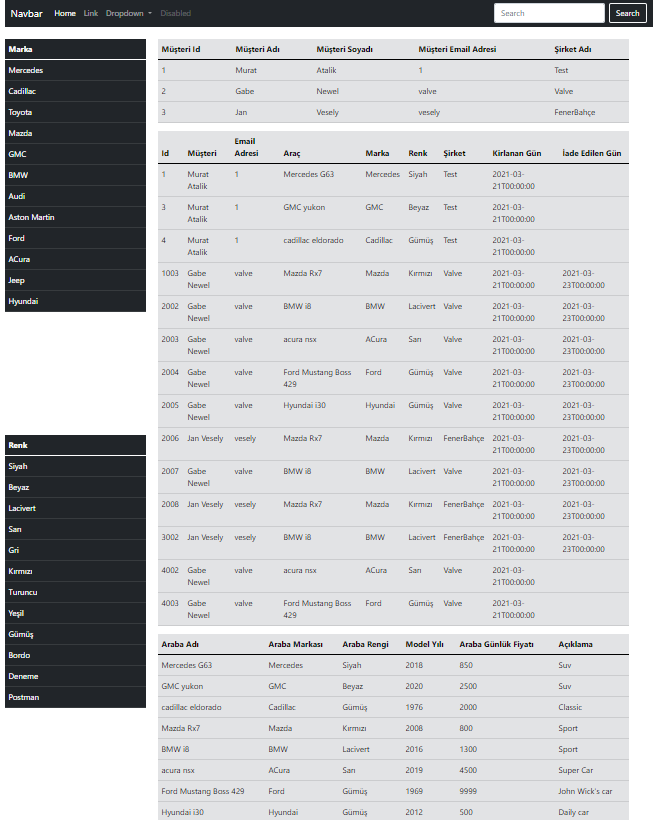 Navbar Home Link Dropdown Disabled Search Search
Marka
Mercedes
Cadillac
Toyota
Mazda
GMC
BMW
Audi
Aston Martin
Ford
ACura
Jeep
Hyundai
Renk
Siyah
Beyaz
Lacivert
Sarı
Gri
Kırmızı
Turuncu
Yeşil
Gümüş
Bordo
Deneme
Postman
Müşteri Id Müşteri Adı Müşteri Soyadı Müşteri Email Adresi Şirket Adı
1 Murat Atalik 1 Test
2 Gabe Newel valve Valve
3 Jan Vesely vesely FenerBahçe
Id Müşteri Email Adresi Araç Marka Renk Şirket Kirlanan Gün İade Edilen Gün
1 Murat Atalik 1 Mercedes G63 Mercedes Siyah Test 2021-03-21T00:00:00
3 Murat Atalik 1 GMC yukon GMC Beyaz Test 2021-03-21T00:00:00
4 Murat Atalik 1 cadillac eldorado Cadillac Gümüş Test 2021-03-21T00:00:00
1003 Gabe Newel valve Mazda Rx7 Mazda Kırmızı Valve 2021-03-21T00:00:00 2021-03-23T00:00:00
2002 Gabe Newel valve BMW i8 BMW Lacivert Valve 2021-03-21T00:00:00 2021-03-23T00:00:00
2003 Gabe Newel valve acura nsx ACura Sarı Valve 2021-03-21T00:00:00 2021-03-23T00:00:00
2004 Gabe Newel valve Ford Mustang Boss 429 Ford Gümüş Valve 2021-03-21T00:00:00 2021-03-23T00:00:00
2005 Gabe Newel valve Hyundai i30 Hyundai Gümüş Valve 2021-03-21T00:00:00 2021-03-23T00:00:00
2006 Jan Vesely vesely Mazda Rx7 Mazda Kırmızı FenerBahçe 2021-03-21T00:00:00 2021-03-23T00:00:00
2007 Gabe Newel valve BMW i8 BMW Lacivert Valve 2021-03-21T00:00:00 2021-03-23T00:00:00
2008 Jan Vesely vesely Mazda Rx7 Mazda Kırmızı FenerBahçe 2021-03-21T00:00:00 2021-03-23T00:00:00
3002 Jan Vesely vesely BMW i8 BMW Lacivert FenerBahçe 2021-03-21T00:00:00 2021-03-23T00:00:00
4002 Gabe Newel valve acura nsx ACura Sarı Valve 2021-03-21T00:00:00
4003 Gabe Newel valve Ford Mustang Boss 429 Ford Gümüş Valve 2021-03-21T00:00:00
Araba Adı Araba Markası Araba Rengi Model Yılı Araba Günlük Fiyatı Açıklama
Mercedes G63 Mercedes Siyah 2018 850 Suv
GMC yukon GMC Beyaz 2020 2500 Suv
cadillac eldorado Cadillac Gümüş 1976 2000 Classic
Mazda Rx7 Mazda Kırmızı 2008 800 Sport
BMW i8 BMW Lacivert 2016 1300 Sport
acura nsx ACura Sarı 2019 4500 Super Car
Ford Mustang Boss 429 Ford Gümüş 1969 9999 John Wick's car
Hyundai i30 Hyundai Gümüş 2012 500 Daily car